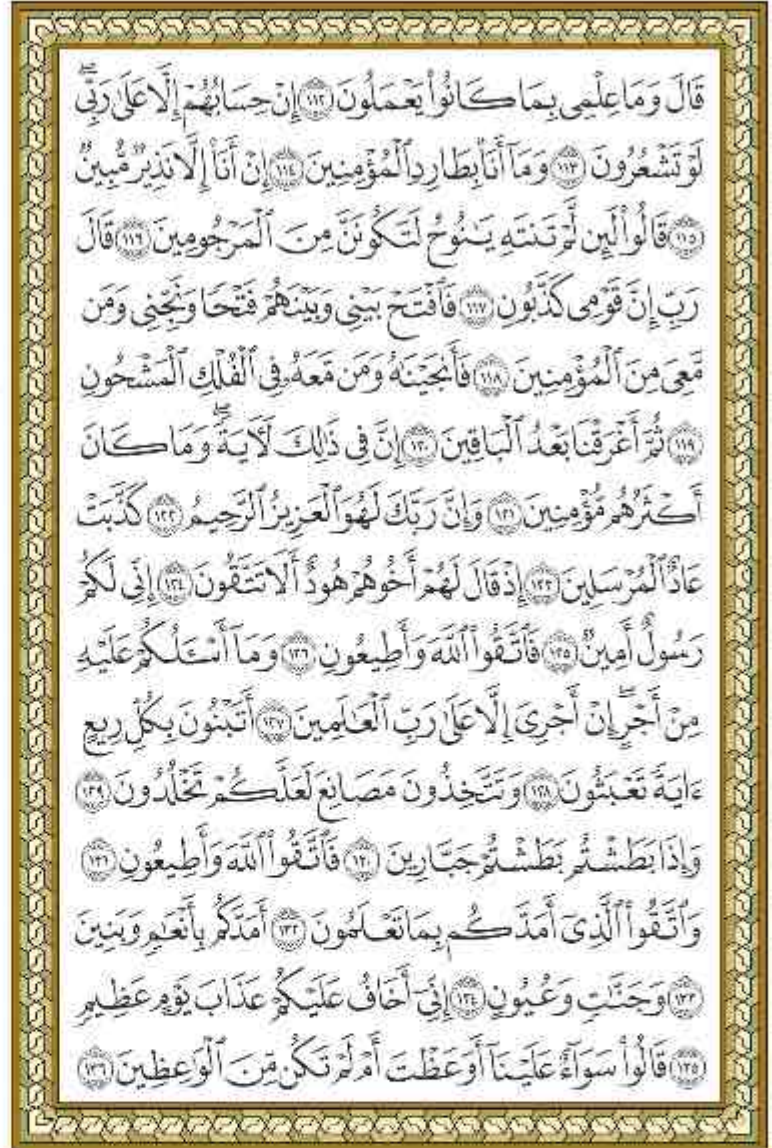 قَالَ وَمَا عِلْمِى بِمَا كَانُوا۟ يَعْمَلُونَ ١١٢ إِنْ حِسَابُهُمْ إِلَّا عَلَىٰ رَبِّىۖ
لَوْ تَشْعُرُونَ ١١٣ وَمَآ أَنَا۠ بِطَارِدِ ٱلْمُؤْمِنِينَ ١١٤ إِنْ أَنَا۠ إِلَّا نَذِيرٌ مُّبِينٌ
١١٥ قَالُوا۟ لَئِن لَّمْ تَنتَهِ يَـٰنُوحُ لَتَكُونَنَّ مِنَ ٱلْمَرْجُومِينَ ١١٦ قَالَ
رَبِّ إِنَّ قَوْمِى كَذَّبُونِ ١١٧ فَٱفْتَحْ بَيْنِى وَبَيْنَهُمْ فَتْحًا وَنَجِّنِى وَمَن
مَّعِىَ مِنَ ٱلْمُؤْمِنِينَ ١١٨ فَأَنجَيْنَـٰهُ وَمَن مَّعَهُۥ فِى ٱلْفُلْكِ ٱلْمَشْحُونِ
١١٩ ثُمَّ أَغْرَقْنَا بَعْدُ ٱلْبَاقِينَ ١٢٠ إِنَّ فِى ذَٰلِكَ لَـَٔايَةًۖ وَمَا كَانَ
أَكْثَرُهُم مُّؤْمِنِينَ ١٢١ وَإِنَّ رَبَّكَ لَهُوَ ٱلْعَزِيزُ ٱلرَّحِيمُ ١٢٢ كَذَّبَتْ
عَادٌ ٱلْمُرْسَلِينَ ١٢٣ إِذْ قَالَ لَهُمْ أَخُوهُمْ هُودٌ أَلَا تَتَّقُونَ ١٢٤ إِنِّى لَكُمْ
رَسُولٌ أَمِينٌ ١٢٥ فَٱتَّقُوا۟ ٱللَّهَ وَأَطِيعُونِ ١٢٦ وَمَآ أَسْـَٔلُكُمْ عَلَيْهِ
مِنْ أَجْرٍۖ إِنْ أَجْرِىَ إِلَّا عَلَىٰ رَبِّ ٱلْعَـٰلَمِينَ ١٢٧ أَتَبْنُونَ بِكُلِّ رِيعٍ
ءَايَةً تَعْبَثُونَ ١٢٨ وَتَتَّخِذُونَ مَصَانِعَ لَعَلَّكُمْ تَخْلُدُونَ ١٢٩
وَإِذَا بَطَشْتُم بَطَشْتُمْ جَبَّارِينَ ١٣٠ فَٱتَّقُوا۟ ٱللَّهَ وَأَطِيعُونِ ١٣١
وَٱتَّقُوا۟ ٱلَّذِىٓ أَمَدَّكُم بِمَا تَعْلَمُونَ ١٣٢ أَمَدَّكُم بِأَنْعَـٰمٍ وَبَنِينَ
١٣٣ وَجَنَّـٰتٍ وَعُيُونٍ ١٣٤ إِنِّىٓ أَخَافُ عَلَيْكُمْ عَذَابَ يَوْمٍ عَظِيمٍ
١٣٥ قَالُوا۟ سَوَآءٌ عَلَيْنَآ أَوَعَظْتَ أَمْ لَمْ تَكُن مِّنَ ٱلْوَٰعِظِينَ ١٣٦